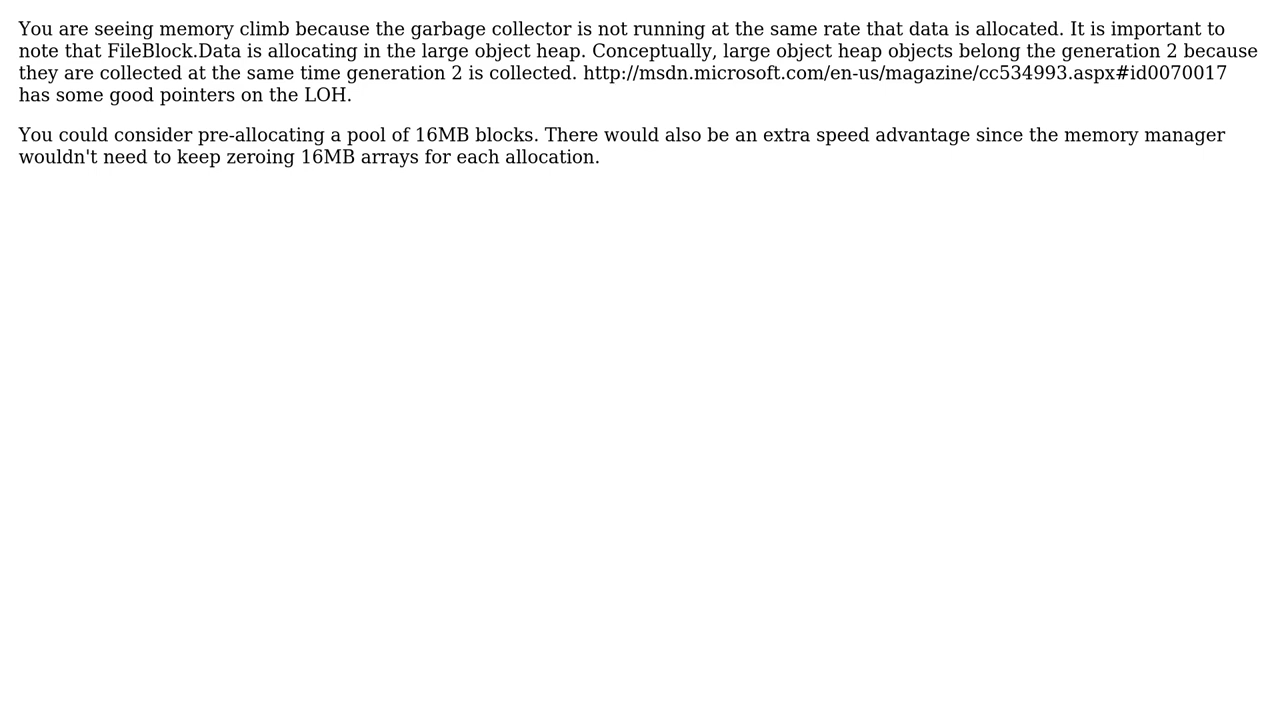 You are seeing memory climb because the garbage collector is not running at the same rate that data is allocated. It is important to
note that FileBlock.Data is allocating in the large object heap. Conceptually, large object heap objects belong the generation 2 because
they are collected at the same time generation 2 is collected. http://msdn.microsoft.com/en-us/magazine/cc534993.aspx#id0070017
has some good pointers on the LOH.
You could consider pre-allocating a pool of 16MB blocks. There would also be an extra speed advantage since the memory manager
wouldn't need to keep zeroing 16MB arrays for each allocation.